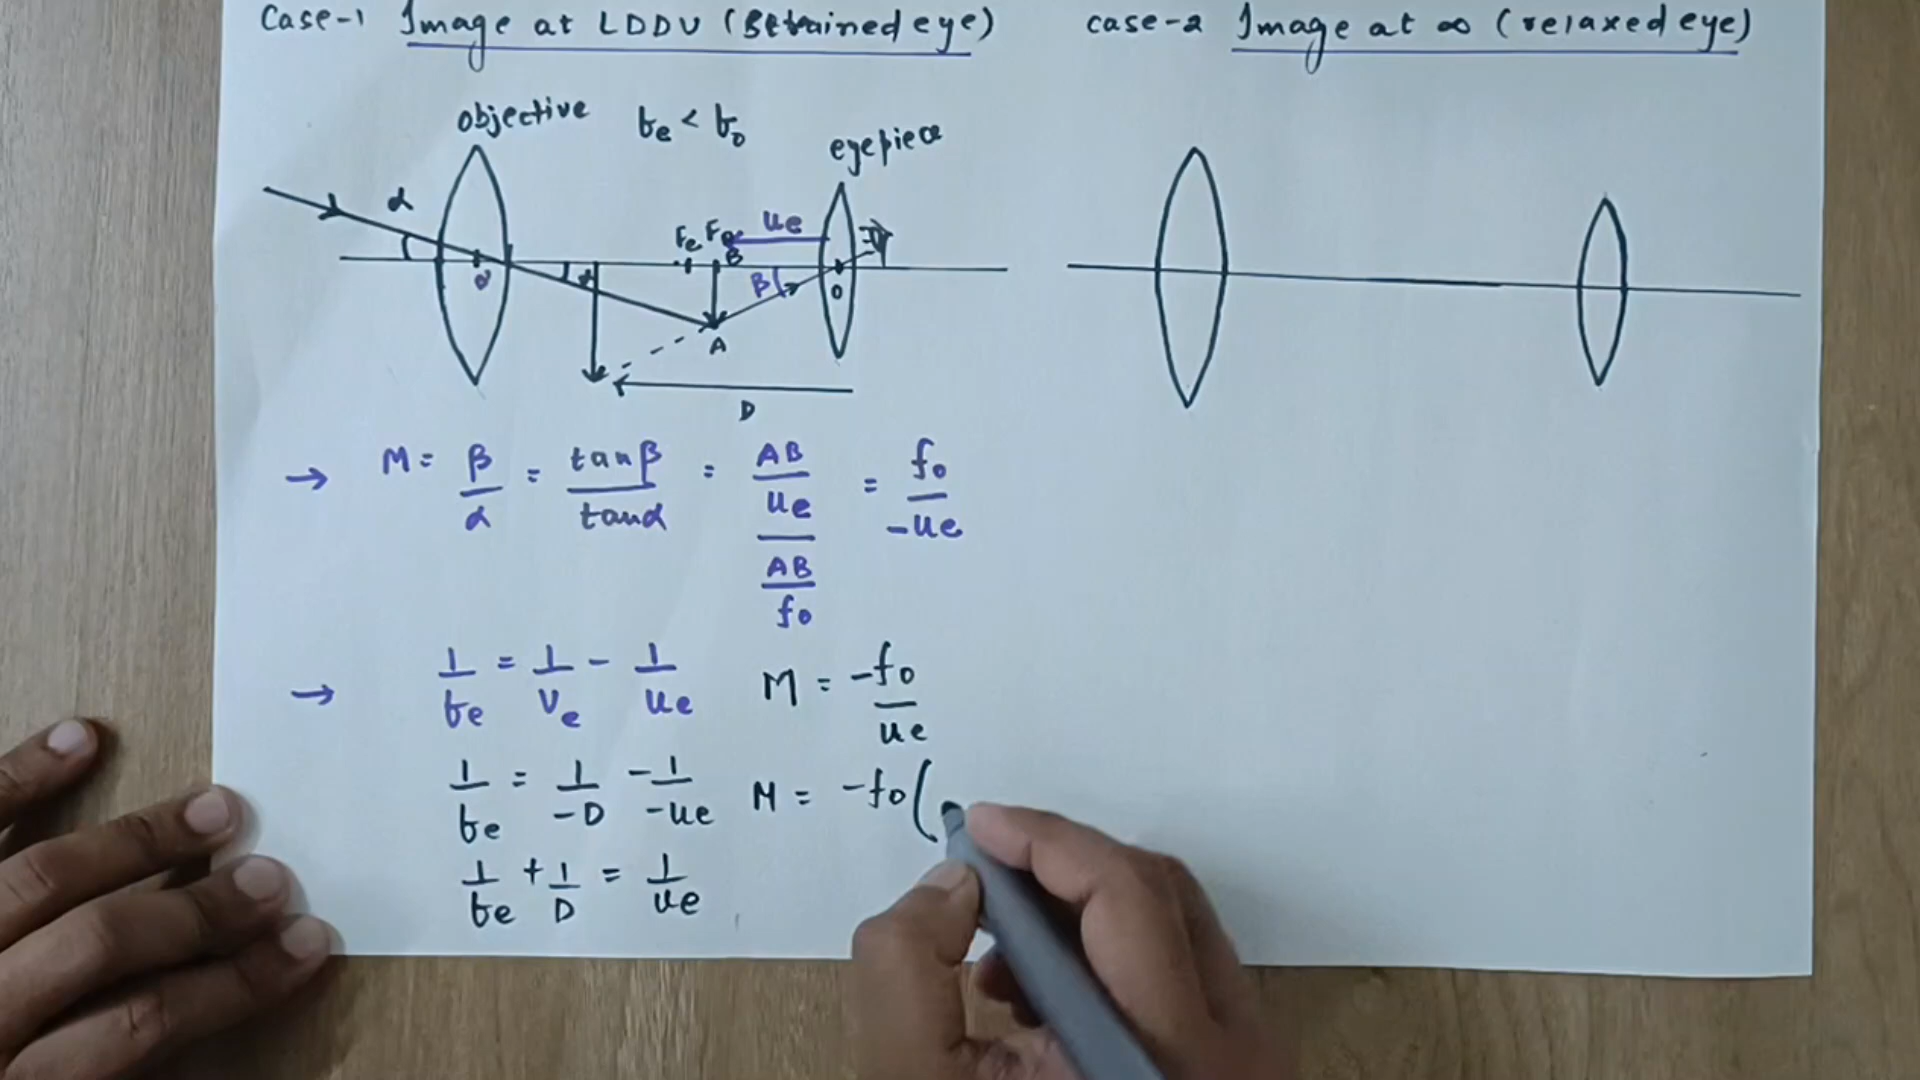 Case-1 Image at LDDV (Strained eye)
case-2 Image at ∞ (relaxed eye)
objective fe < fo
eyepiece
α
Fe Fo ue
B
β
O' O
A
D
→ M = β/α = tanβ/tanα = (AB/ue)/(AB/fo) = fo/-ue
→ 1/fe = 1/Ve - 1/ue M = -fo/ue
1/fe = 1/-D - 1/-ue M = -fo(
1/fe + 1/D = 1/ue